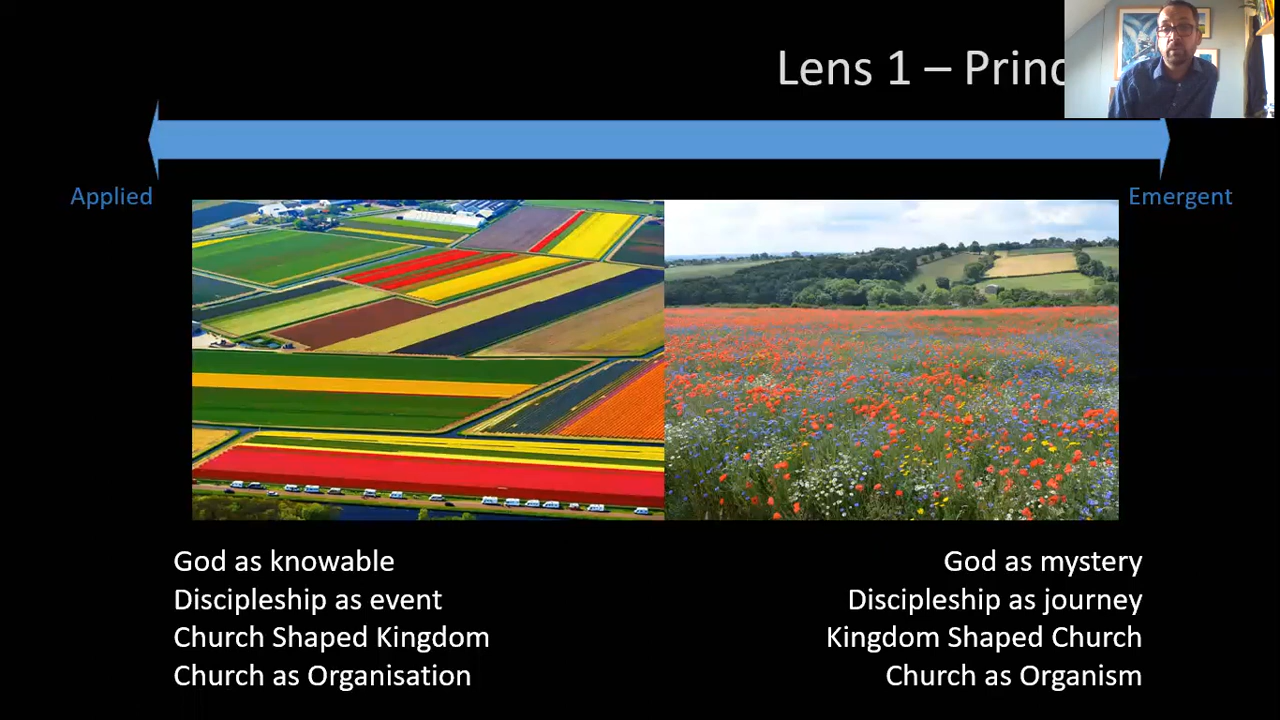 Lens 1 – Princ
Applied
Emergent
God as knowable
Discipleship as event
Church Shaped Kingdom
Church as Organisation
God as mystery
Discipleship as journey
Kingdom Shaped Church
Church as Organism